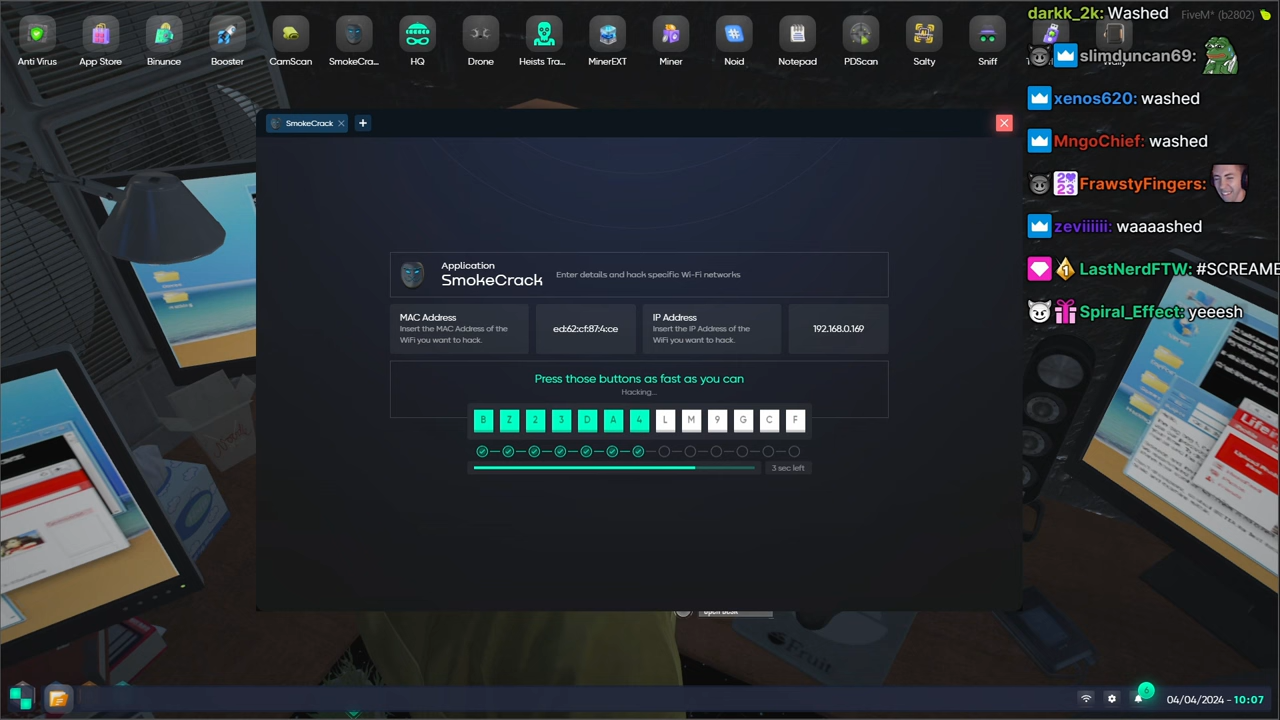 Anti Virus
App Store
Binunce
Booster
CamScan
SmokeCra...
HQ
Drone
Heists Tra...
MinerEXT
Miner
Noid
Notepad
PDScan
Salty
Sniff
darkk_2k: Washed
FiveM* (b2802)
slimduncan69:
xenos620: washed
MngoChief: washed
FrawstyFingers:
zeviiiiii: waaaashed
LastNerdFTW: #SCREAME
Spiral_Effect: yeeesh
SmokeCrack
Application
SmokeCrack
Enter details and hack specific Wi-Fi networks
MAC Address
Insert the MAC Address of the
WiFi you want to hack.
ed:62:cf:87:4:ce
IP Address
Insert the IP Address of the
WiFi you want to hack.
192.168.0.169
Press those buttons as fast as you can
Hacking...
B Z 2 3 D A 4 L M 9 G C F
3 sec left
Fruit
04/04/2024 - 10:07